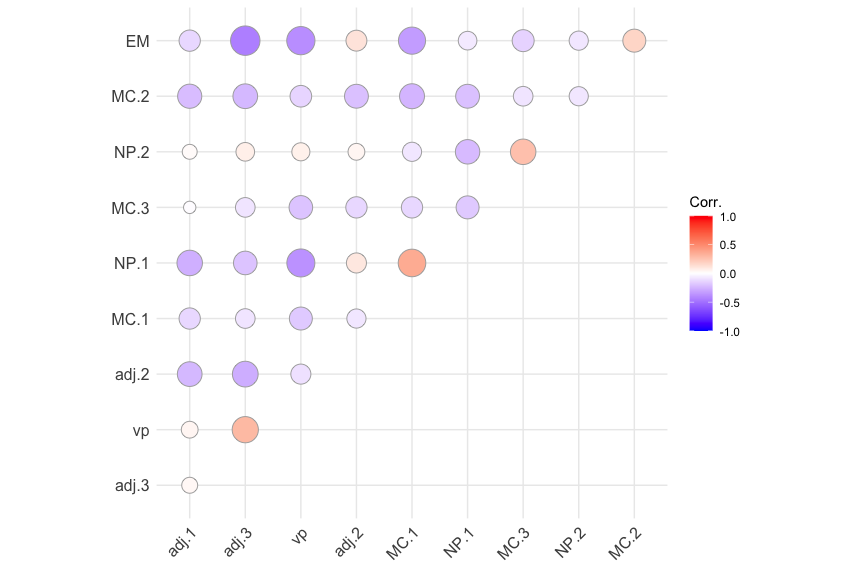 EM
MC.2
NP.2
MC.3
NP.1
MC.1
adj.2
vp
adj.3
adj.1
adj.3
vp
adj.2
MC.1
NP.1
MC.3
NP.2
MC.2
Corr.
1.0
0.5
0.0
-0.5
-1.0